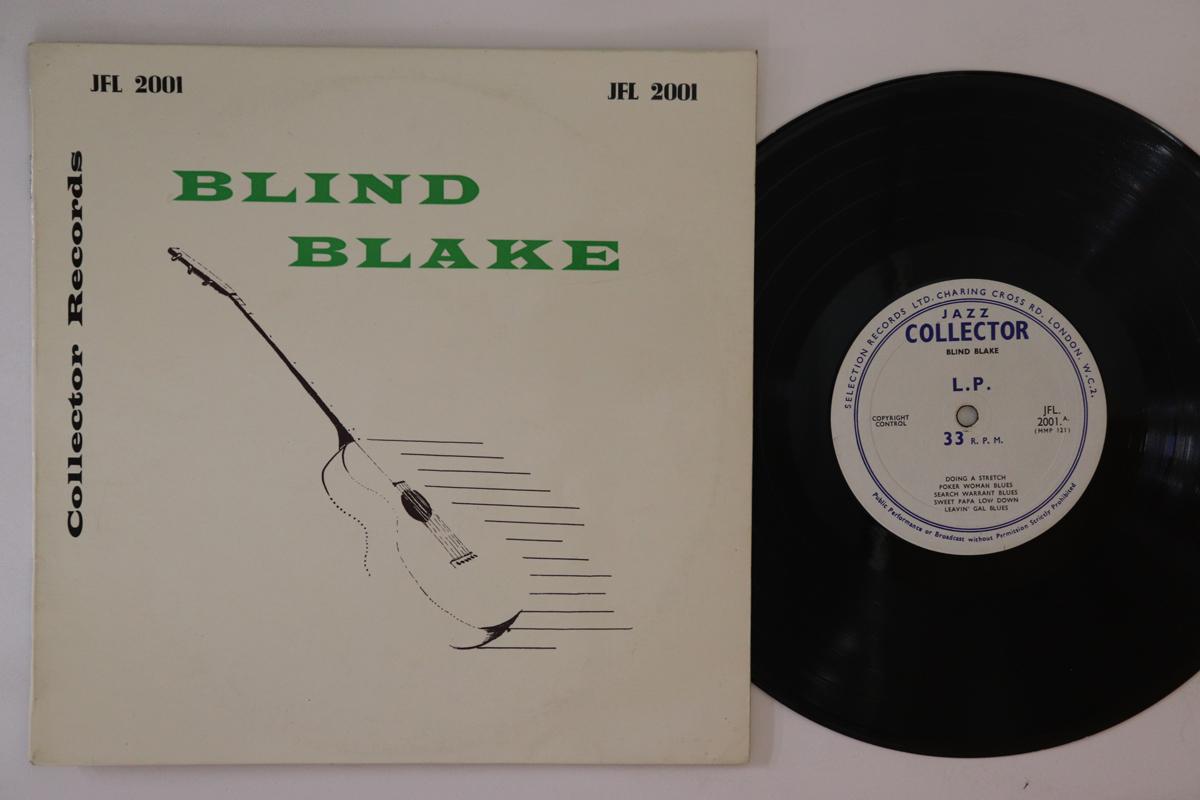 JFL 2001
JFL 2001
Collector Records
BLIND
BLAKE
SELECTION RECORDS LTD. CHARING CROSS RD. LONDON. W.C.2.
JAZZ
COLLECTOR
BLIND BLAKE
L.P.
COPYRIGHT
CONTROL
JFL.
2001. A.
(HMP 121)
33 R.P.M.
DOING A STRETCH
POKER WOMAN BLUES
SEARCH WARRANT BLUES
SWEET PAPA LOW DOWN
LEAVIN' GAL BLUES
Public Performance or Broadcast without Permission Strictly Prohibited